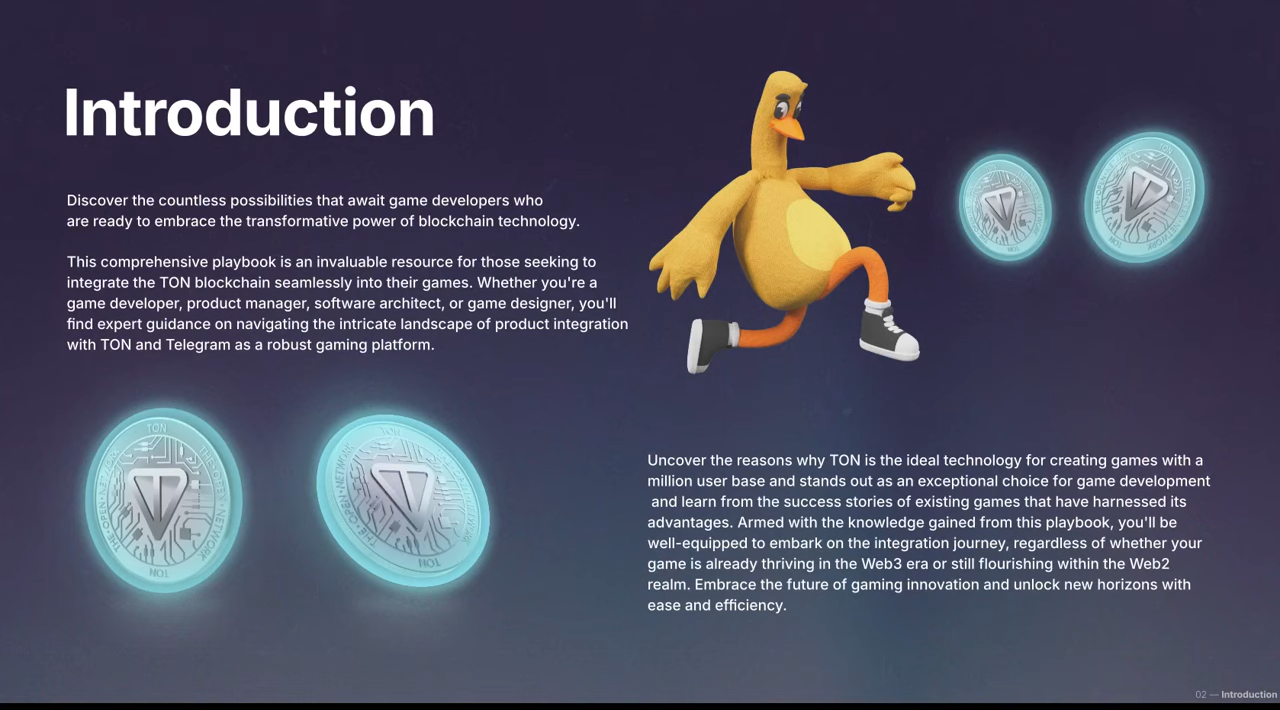 Introduction
Discover the countless possibilities that await game developers who
are ready to embrace the transformative power of blockchain technology.
This comprehensive playbook is an invaluable resource for those seeking to
integrate the TON blockchain seamlessly into their games. Whether you're a
game developer, product manager, software architect, or game designer, you'll
find expert guidance on navigating the intricate landscape of product integration
with TON and Telegram as a robust gaming platform.
TON
THE OPEN NETWORK
TON
TON
Uncover the reasons why TON is the ideal technology for creating games with a
million user base and stands out as an exceptional choice for game development
and learn from the success stories of existing games that have harnessed its
advantages. Armed with the knowledge gained from this playbook, you'll be
well-equipped to embark on the integration journey, regardless of whether your
game is already thriving in the Web3 era or still flourishing within the Web2
realm. Embrace the future of gaming innovation and unlock new horizons with
ease and efficiency.
02 — Introduction